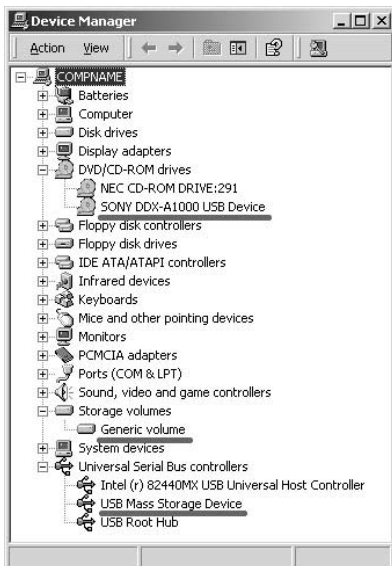 Device Manager
Action View
COMPNAME
Batteries
Computer
Disk drives
Display adapters
DVD/CD-ROM drives
NEC CD-ROM DRIVE:291
SONY DDX-A1000 USB Device
Floppy disk controllers
Floppy disk drives
IDE ATA/ATAPI controllers
Infrared devices
Keyboards
Mice and other pointing devices
Monitors
PCMCIA adapters
Ports (COM & LPT)
Sound, video and game controllers
Storage volumes
Generic volume
System devices
Universal Serial Bus controllers
Intel (r) 82440MX USB Universal Host Controller
USB Mass Storage Device
USB Root Hub